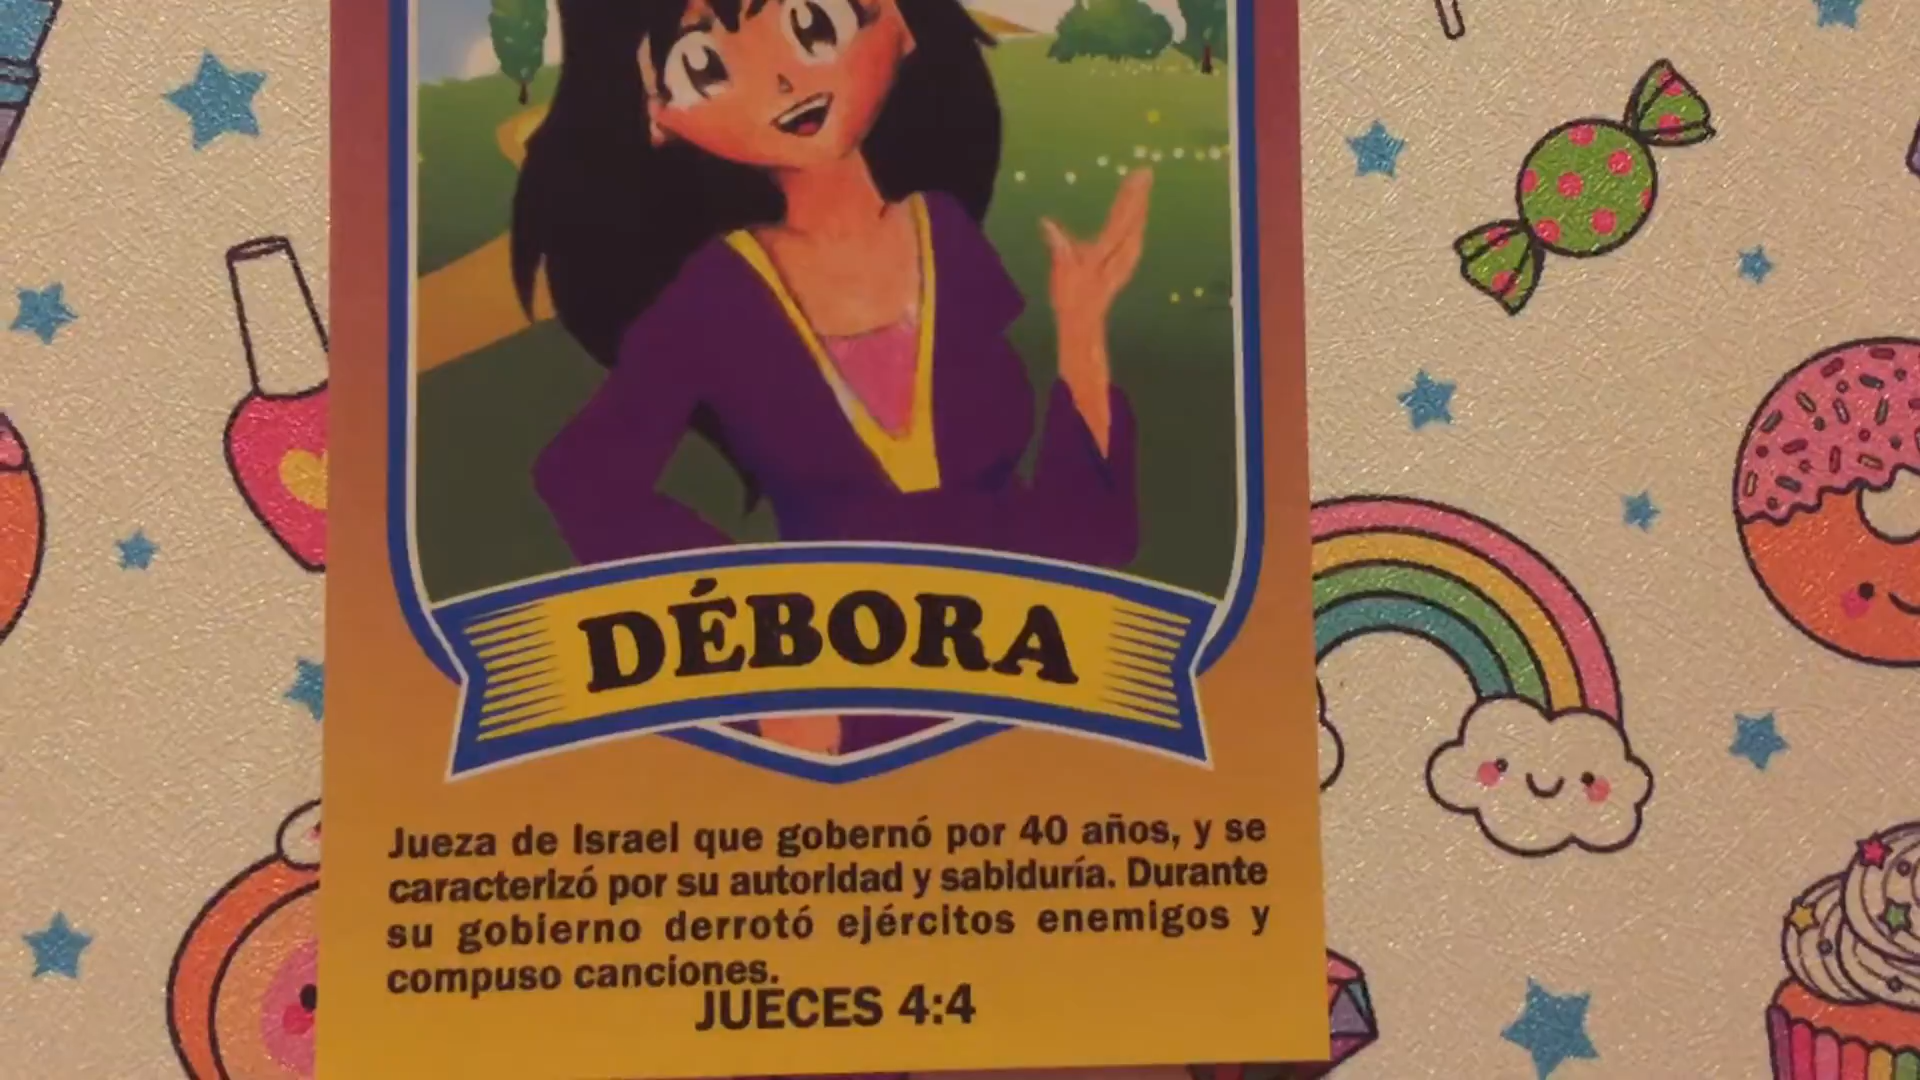 DÉBORA
Jueza de Israel que gobernó por 40 años, y se
caracterizó por su autoridad y sabiduría. Durante
su gobierno derrotó ejércitos enemigos y
compuso canciones.
JUECES 4:4